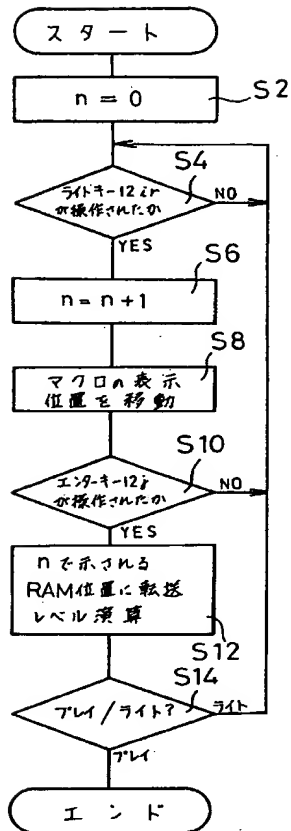 スタート
n = 0
S2
S4
ライトキー12ir
が操作されたか
NO
YES
S6
n = n+1
S8
マクロの表示
位置を移動
S10
エンターキー12j
が操作されたか
NO
YES
nで示される
RAM位置に転送
レベル演算
S12
S14
プレイ/ライト?
ライト
プレイ
エンド